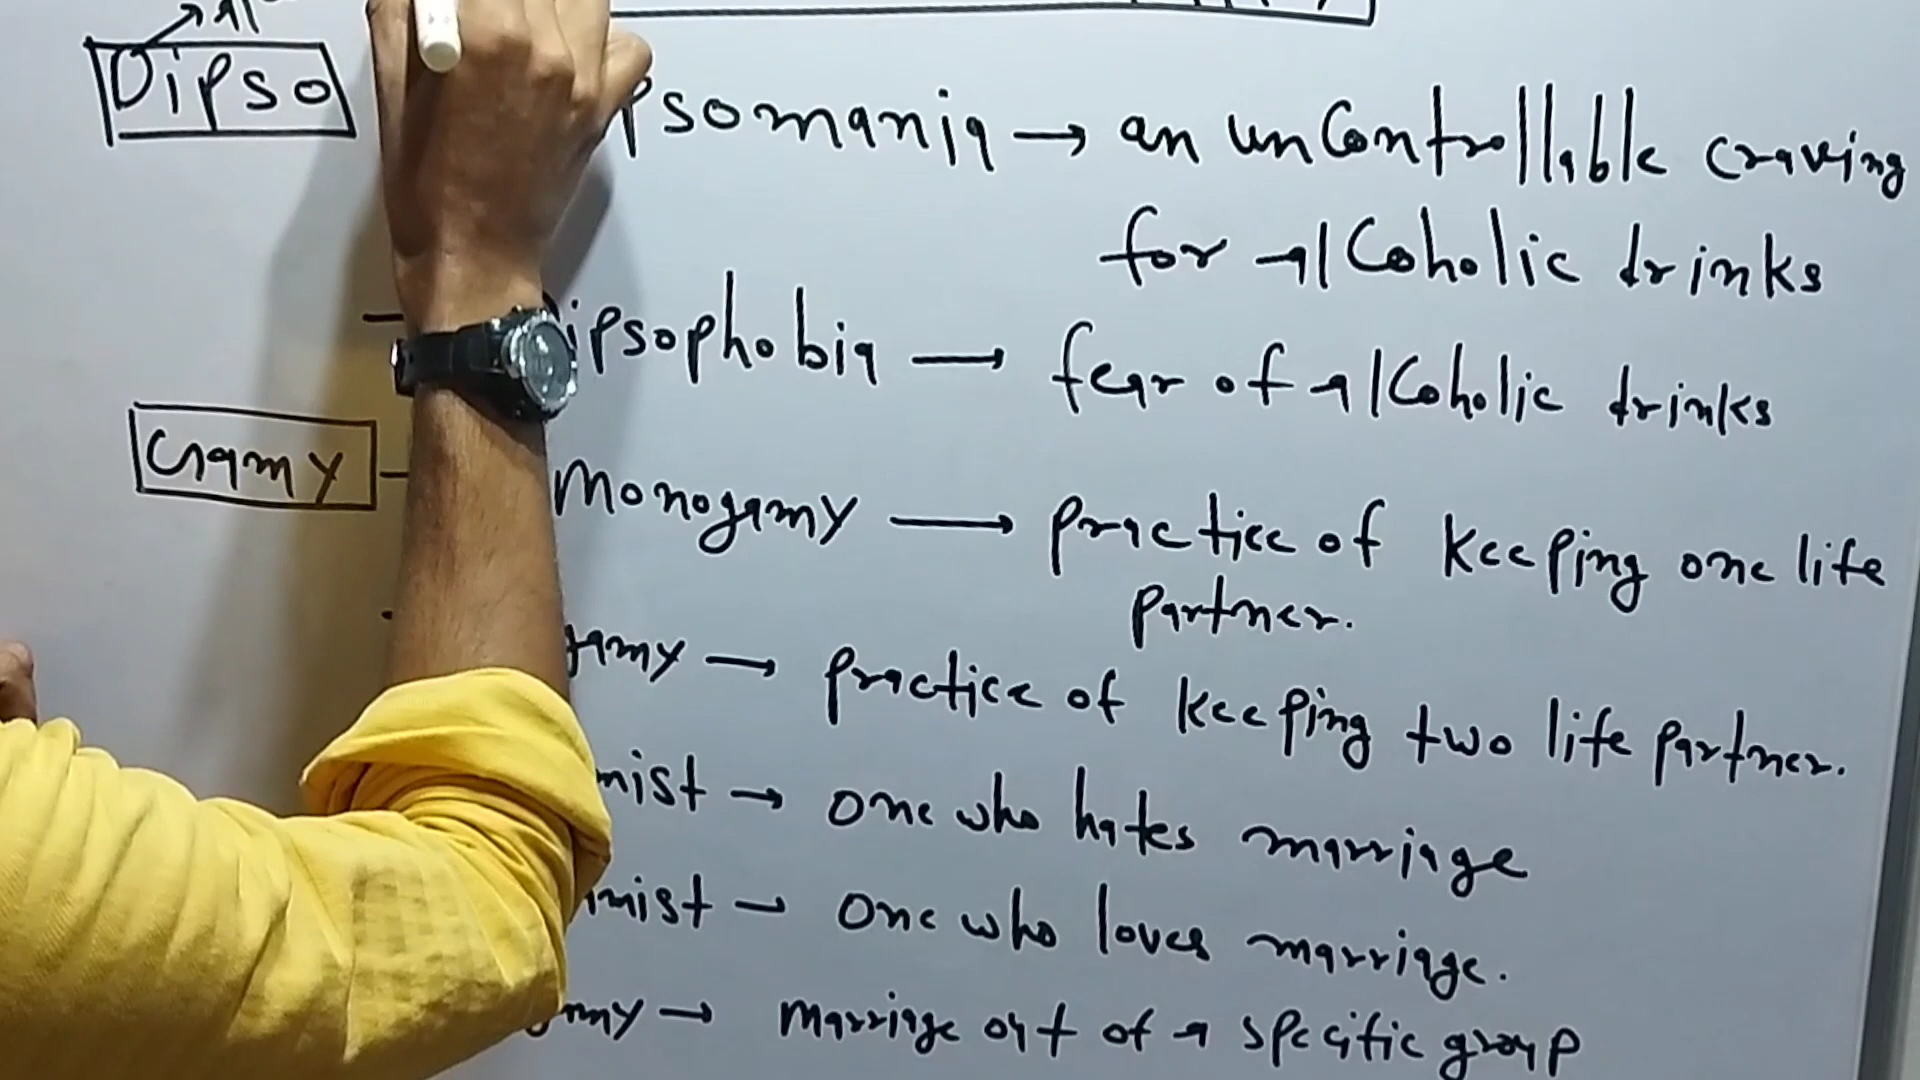 Dipso
psomania → an uncontrollable craving
for alcoholic drinks
ipsophobia — fear of alcoholic drinks
Gamy - Monogamy → practice of keeping one life
partner.
gamy → practice of keeping two life partner.
mist → one who hates marriage
mist - one who loves marriage.
gamy → marriage out of a specific group